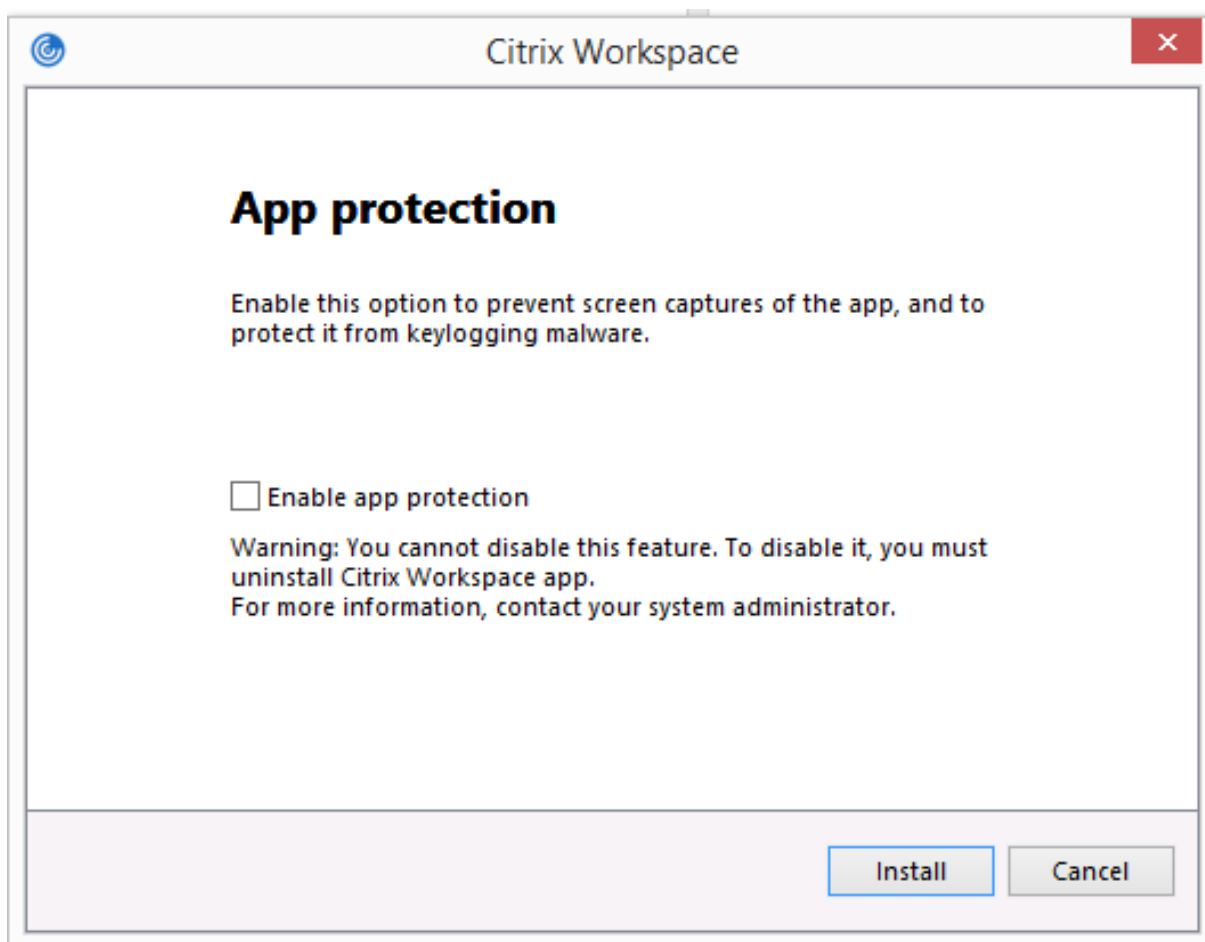 Citrix Workspace
App protection
Enable this option to prevent screen captures of the app, and to
protect it from keylogging malware.
Enable app protection
Warning: You cannot disable this feature. To disable it, you must
uninstall Citrix Workspace app.
For more information, contact your system administrator.
Install Cancel